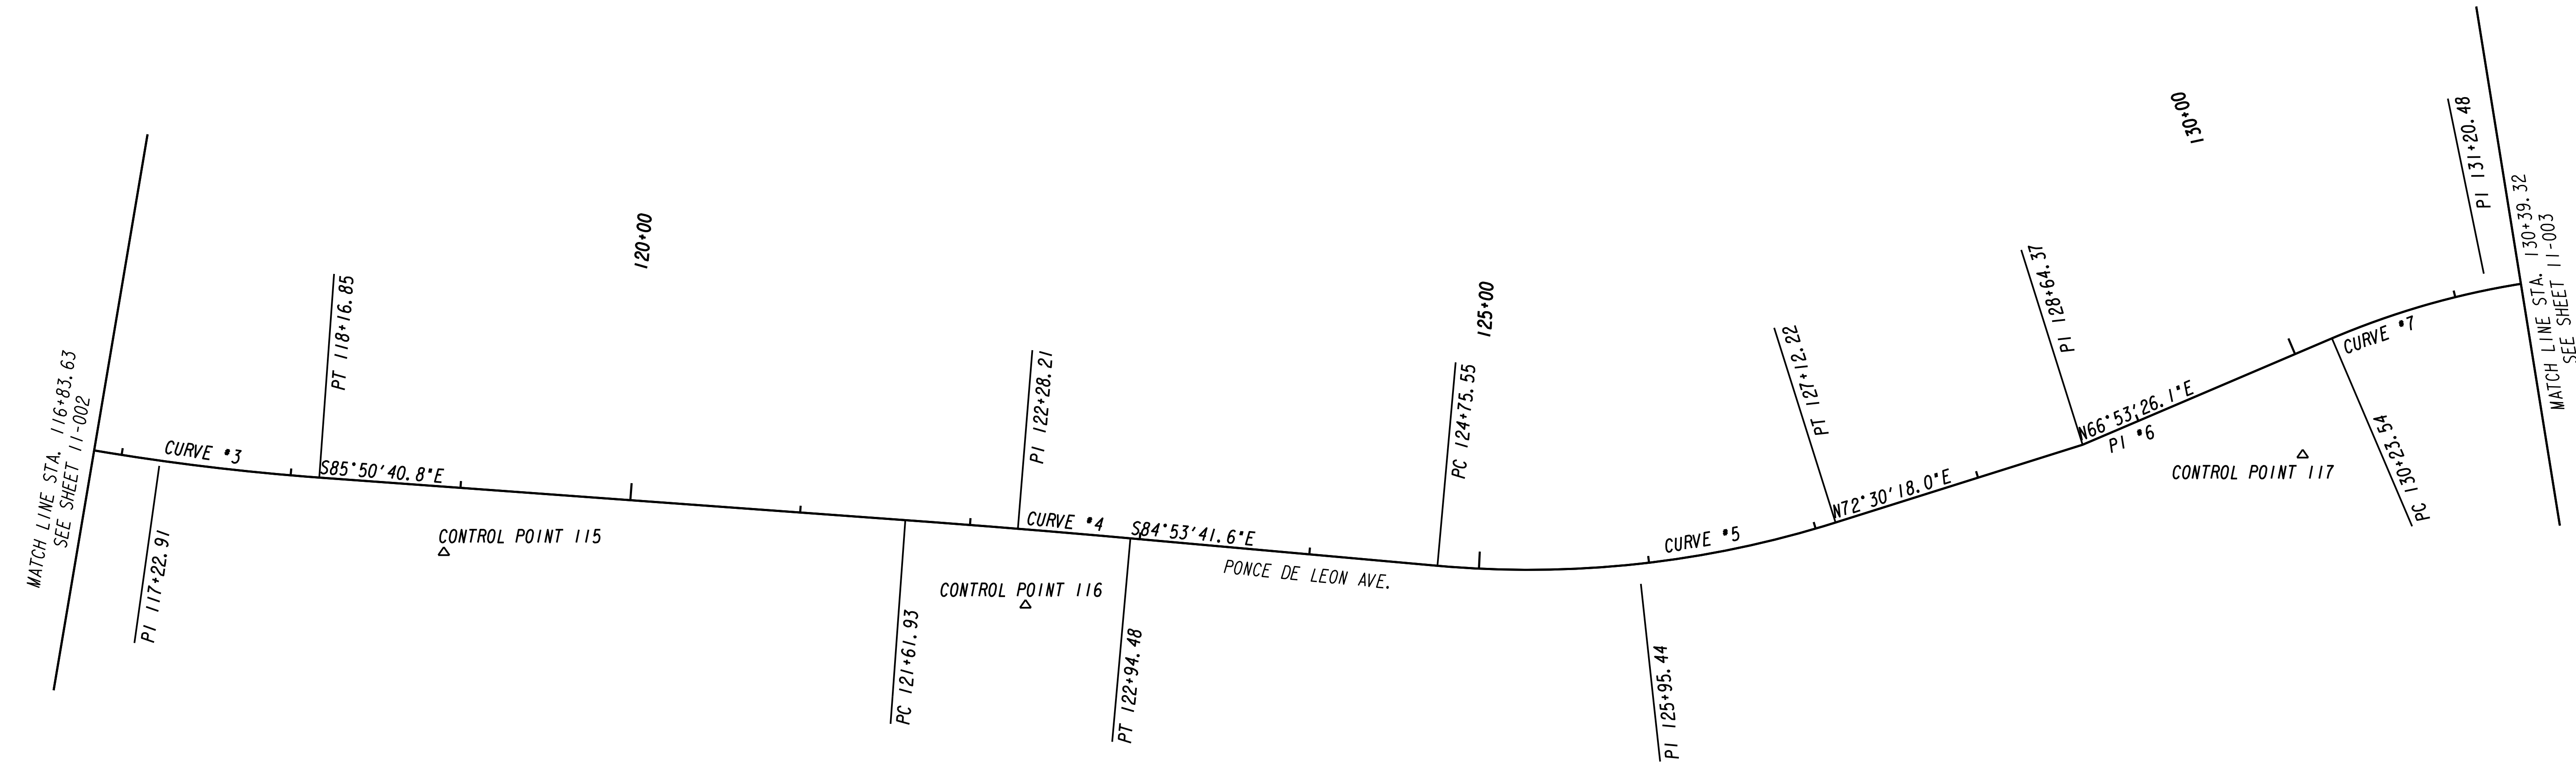 MATCH LINE STA. 116+83.63
SEE SHEET 11-002
CURVE #3
PI 117+22.91
PT 118+16.85
S85°50'40.8"E
CONTROL POINT 115
120+00
PC 121+61.93
PI 122+28.21
CURVE #4
CONTROL POINT 116
PT 122+94.48
S84°53'41.6"E
PONCE DE LEON AVE.
PC 124+75.55
125+00
CURVE #5
PI 125+95.44
PT 127+12.22
N72°30'18.0"E
PI 128+64.37
PI #6
N66°53'26.1"E
CONTROL POINT 117
130+00
PC 130+23.54
CURVE #7
PI 131+20.48
MATCH LINE STA. 130+39.32
SEE SHEET 11-003